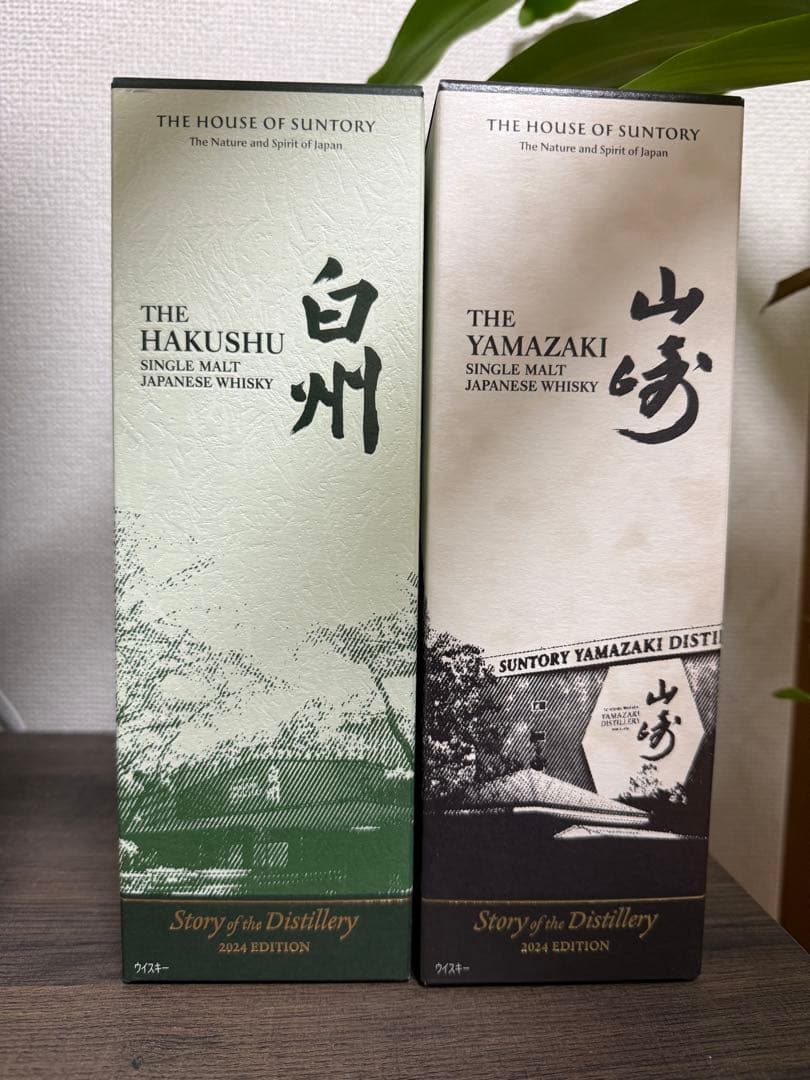 THE HOUSE OF SUNTORY
The Nature and Spirit of Japan
THE
HAKUSHU
SINGLE MALT
JAPANESE WHISKY
白州
Story of the Distillery
2024 EDITION
ウイスキー
THE HOUSE OF SUNTORY
The Nature and Spirit of Japan
THE
YAMAZAKI
SINGLE MALT
JAPANESE WHISKY
山崎
SUNTORY YAMAZAKI DISTI
YAMAZAKI
DISTILLERY
山崎
Story of the Distillery
2024 EDITION
ウイスキー